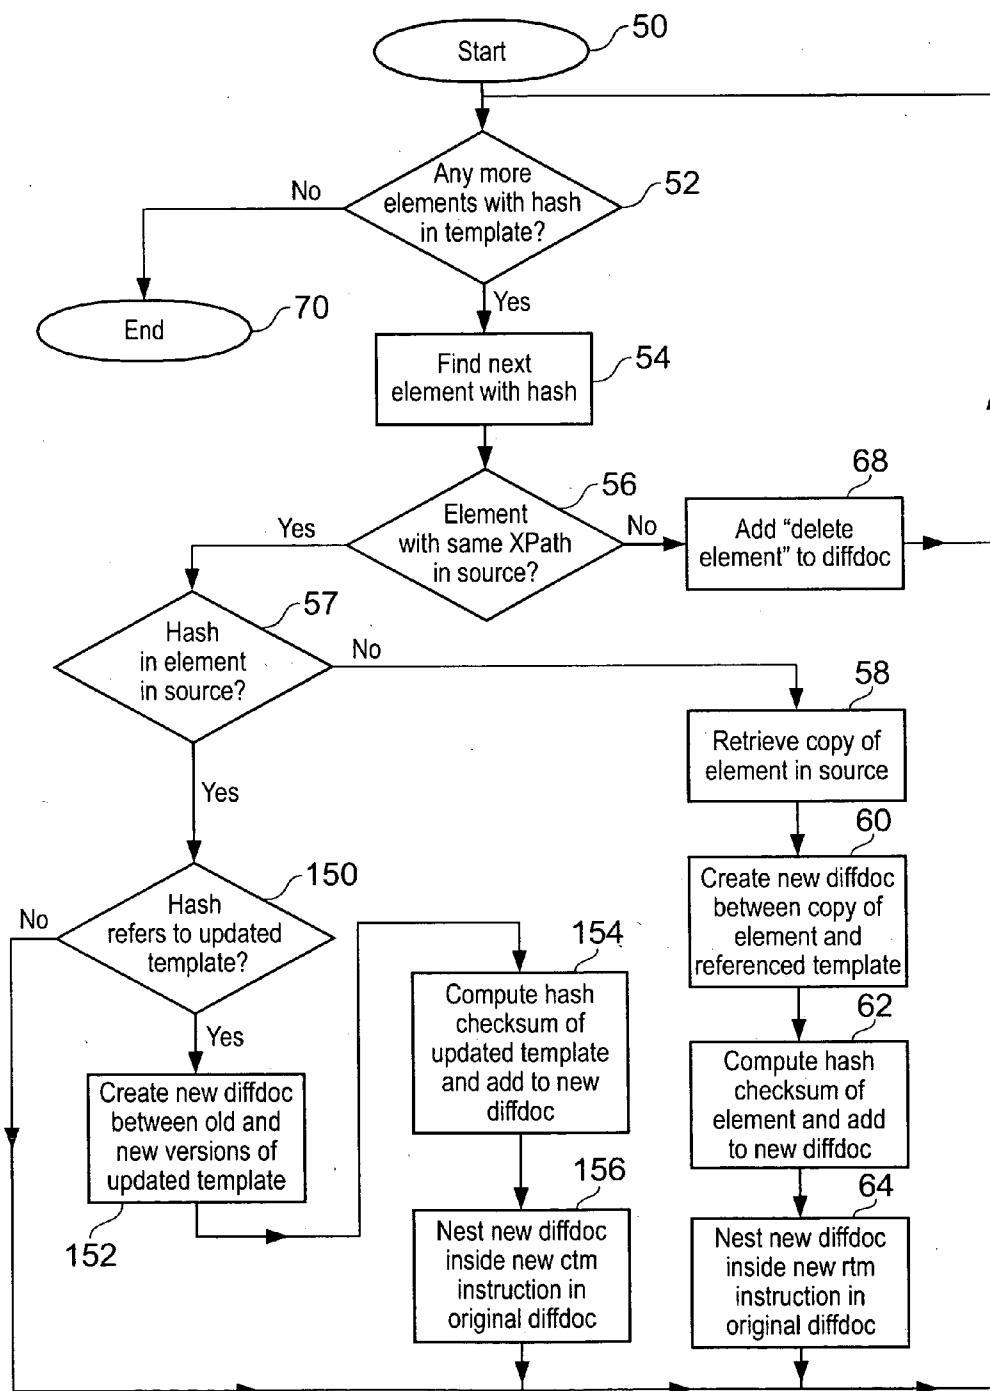 50
Start
Any more
elements with hash
in template?
52
No
Yes
End
70
Find next
element with hash
54
Element
with same XPath
in source?
56
Yes
No
68
Add “delete
element” to diffdoc
Hash
in element
in source?
57
No
Yes
58
Retrieve copy of
element in source
60
Create new diffdoc
between copy of
element and
referenced template
Hash
refers to updated
template?
150
No
Yes
154
Compute hash
checksum of
updated template
and add to new
diffdoc
62
Compute hash
checksum of
element and add
to new diffdoc
Create new diffdoc
between old and
new versions of
updated template
152
156
Nest new diffdoc
inside new ctm
instruction in
original diffdoc
64
Nest new diffdoc
inside new rtm
instruction in
original diffdoc